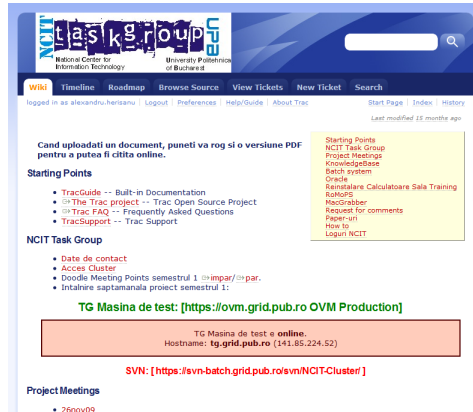 NCIT taskgroup upb
National Center for
Information Technology
University Politehnica
of Bucharest
Wiki Timeline Roadmap Browse Source View Tickets New Ticket Search
logged in as alexandru.herisanu | Logout | Preferences | Help/Guide | About Trac
Start Page | Index | History
Last modified 15 months ago
Cand uploadati un document, puneti va rog si o versiune PDF
pentru a putea fi citita online.
Starting Points
NCIT Task Group
Project Meetings
KnowledgeBase
Batch system
Oracle
Reinstalare Calculatoare Sala Training
RoMoPS
MacGrabber
Request for comments
Paper-uri
How to
Loguri NCIT
Starting Points
• TracGuide -- Built-in Documentation
• The Trac project -- Trac Open Source Project
• Trac FAQ -- Frequently Asked Questions
• TracSupport -- Trac Support
NCIT Task Group
• Date de contact
• Acces Cluster
• Doodle Meeting Points semestrul 1 impar/ par.
• Intalnire saptamanala proiect semestrul 1:
TG Masina de test: [https://ovm.grid.pub.ro OVM Production]
TG Masina de test e online.
Hostname: tg.grid.pub.ro (141.85.224.52)
SVN: [ https://svn-batch.grid.pub.ro/svn/NCIT-Cluster/ ]
Project Meetings
• 26nov09